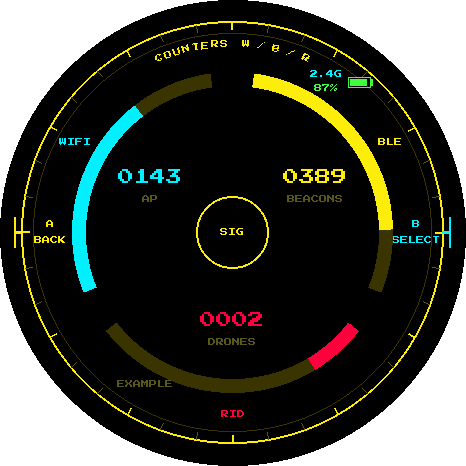 COUNTERS W/B/R
2.4G
87%
WIFI
BLE
0143
AP
0389
BEACONS
A
BACK
SIG
B
SELECT
0002
DRONES
EXAMPLE
RID